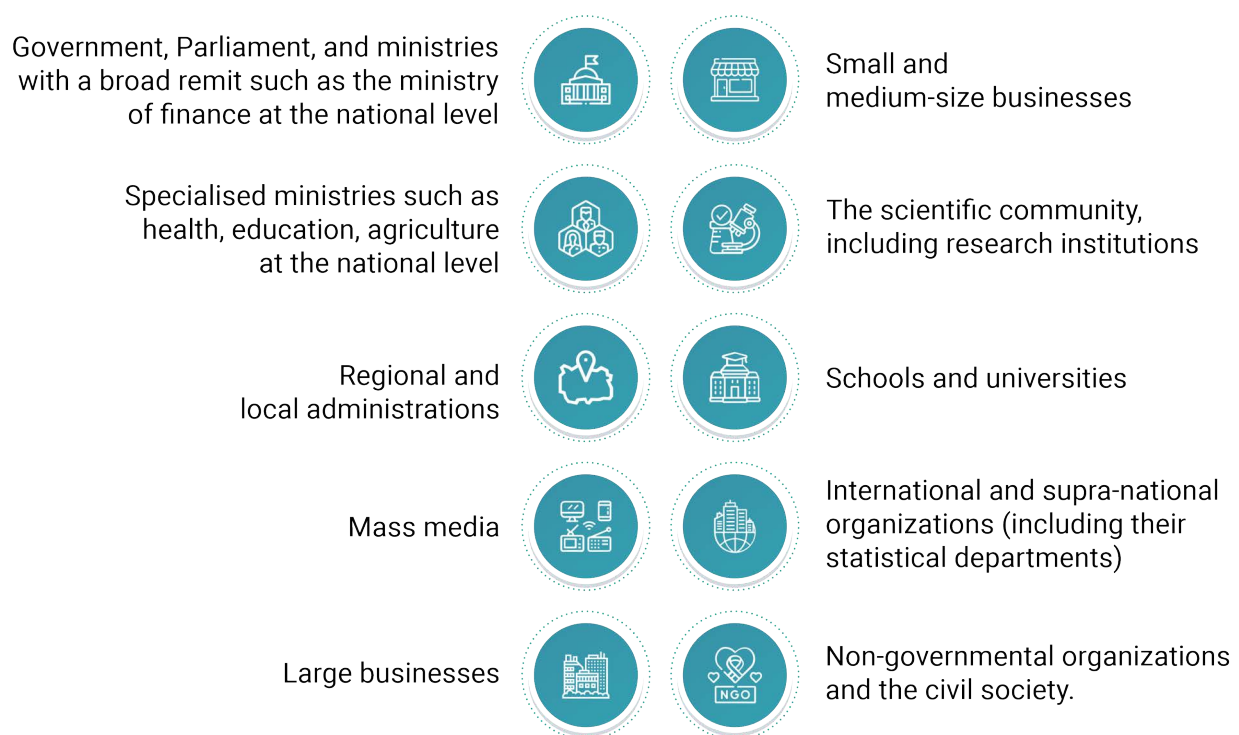 Government, Parliament, and ministries
with a broad remit such as the ministry
of finance at the national level
Specialised ministries such as
health, education, agriculture
at the national level
Regional and
local administrations
Mass media
Large businesses
Small and
medium-size businesses
The scientific community,
including research institutions
Schools and universities
International and supra-national
organizations (including their
statistical departments)
NGO
Non-governmental organizations
and the civil society.